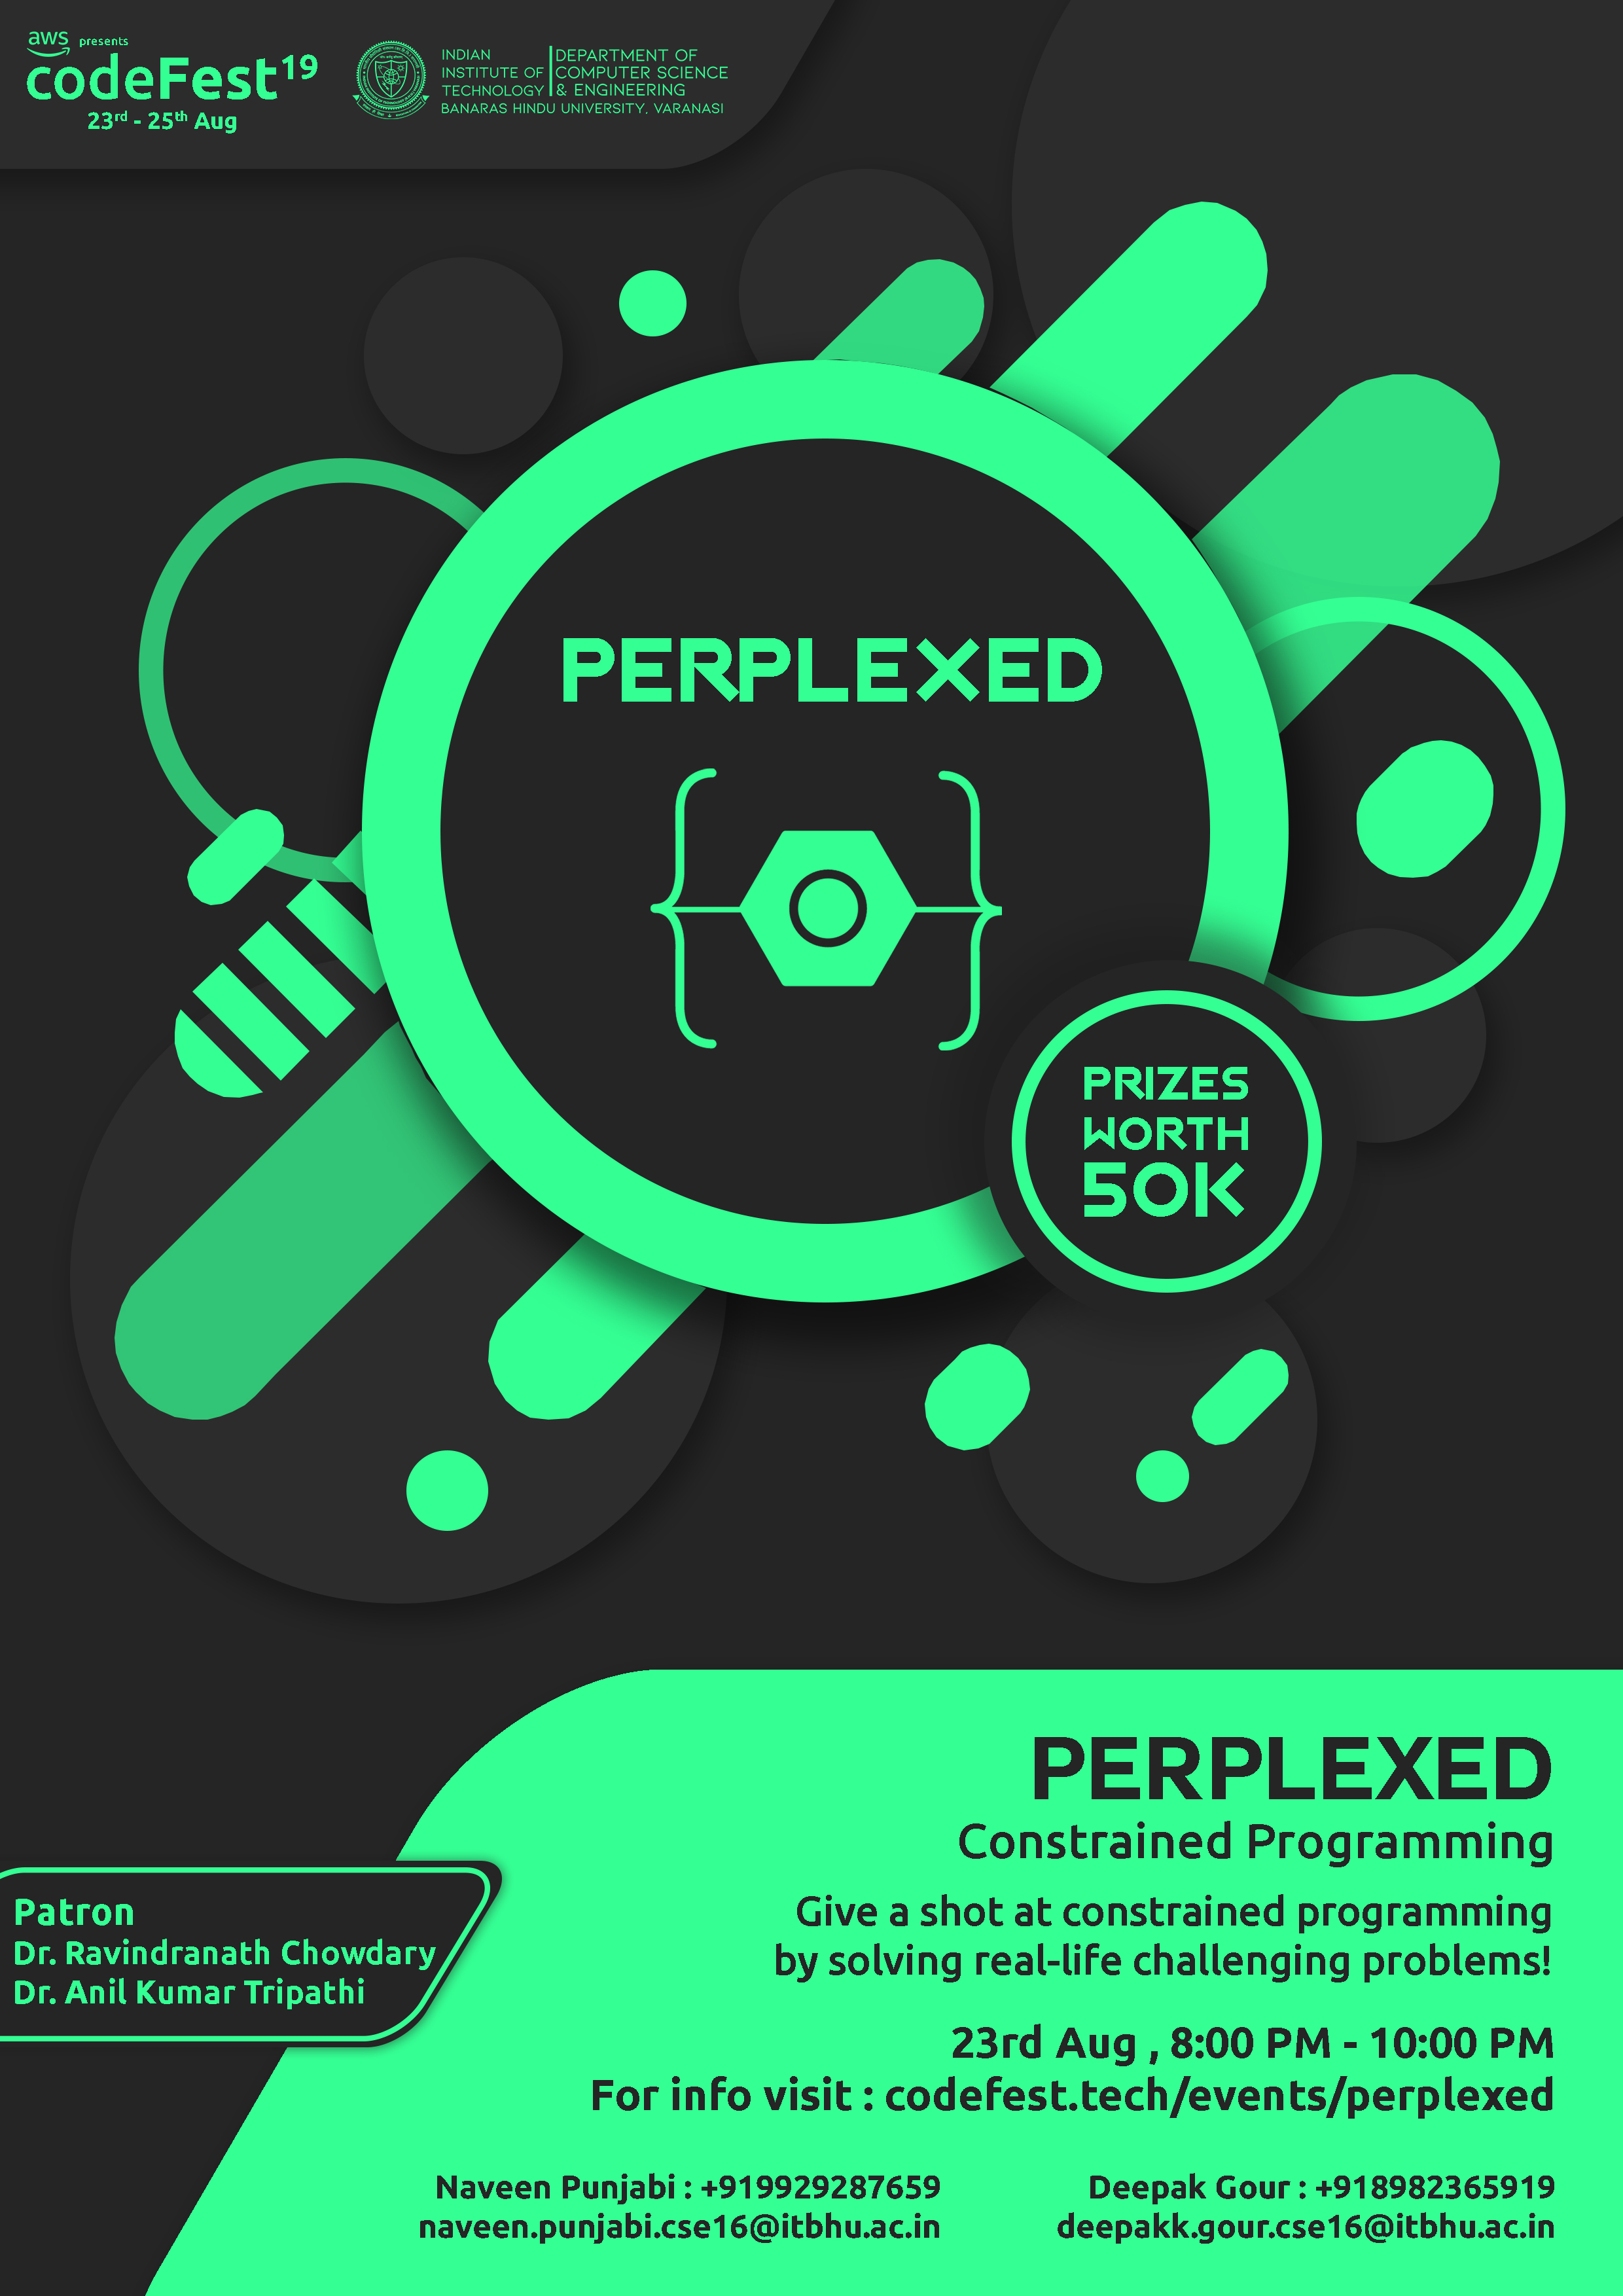 aws presents
codeFest19
23rd - 25th Aug
INDIAN
INSTITUTE OF
TECHNOLOGY
DEPARTMENT OF
COMPUTER SCIENCE
& ENGINEERING
BANARAS HINDU UNIVERSITY, VARANASI
PERPLEXED
PRIZES
WORTH
50K
PERPLEXED
Constrained Programming
Give a shot at constrained programming
by solving real-life challenging problems!
Patron
Dr. Ravindranath Chowdary
Dr. Anil Kumar Tripathi
23rd Aug , 8:00 PM - 10:00 PM
For info visit : codefest.tech/events/perplexed
Naveen Punjabi : +919929287659
naveen.punjabi.cse16@itbhu.ac.in
Deepak Gour : +918982365919
deepakk.gour.cse16@itbhu.ac.in